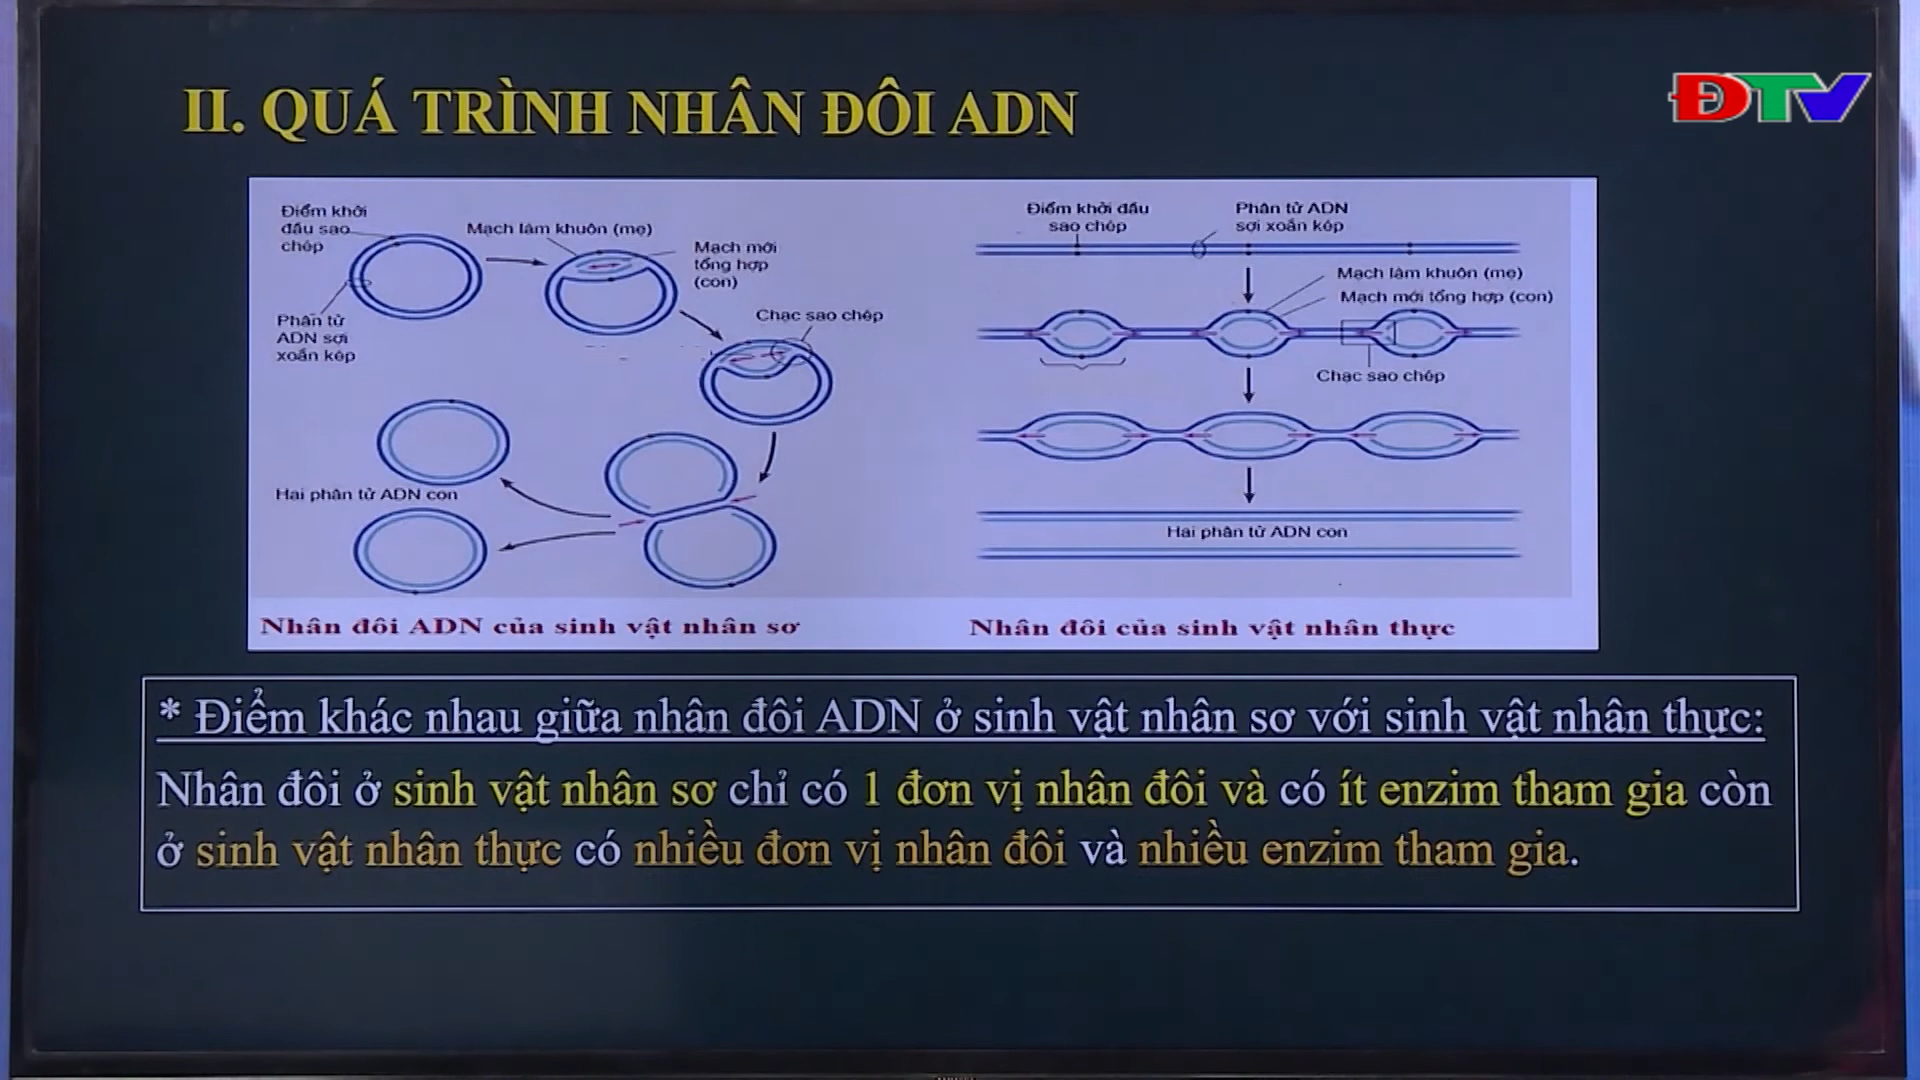 II. QUÁ TRÌNH NHÂN ĐÔI ADN
ĐTV
Điểm khởi
đầu sao
chép
Mạch làm khuôn (mẹ)
Mạch mới
tổng hợp
(con)
Phân tử
ADN sợi
xoắn kép
Chạc sao chép
Hai phân tử ADN con
Nhân đôi ADN của sinh vật nhân sơ
Điểm khởi đầu
sao chép
Phân tử ADN
sợi xoắn kép
Mạch làm khuôn (mẹ)
Mạch mới tổng hợp (con)
Chạc sao chép
Hai phân tử ADN con
Nhân đôi của sinh vật nhân thực
* Điểm khác nhau giữa nhân đôi ADN ở sinh vật nhân sơ với sinh vật nhân thực:
Nhân đôi ở sinh vật nhân sơ chỉ có 1 đơn vị nhân đôi và có ít enzim tham gia còn
ở sinh vật nhân thực có nhiều đơn vị nhân đôi và nhiều enzim tham gia.